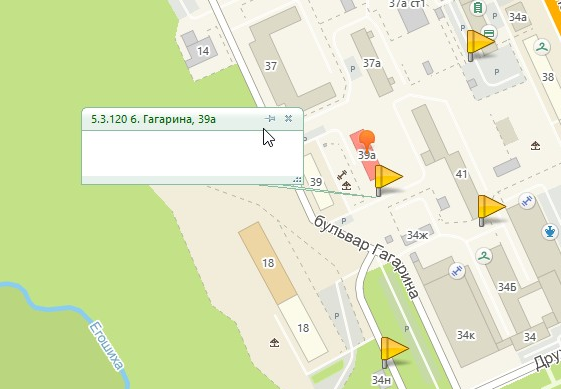 37а ст1
34а
14
37
P
37а
P
38
5.3.120 б. Гагарина, 39а
39а
39
41
P
бульвар Гагарина
34ж
18
P
34Б
18
P
34к
34
Егошиха
34н
Дру